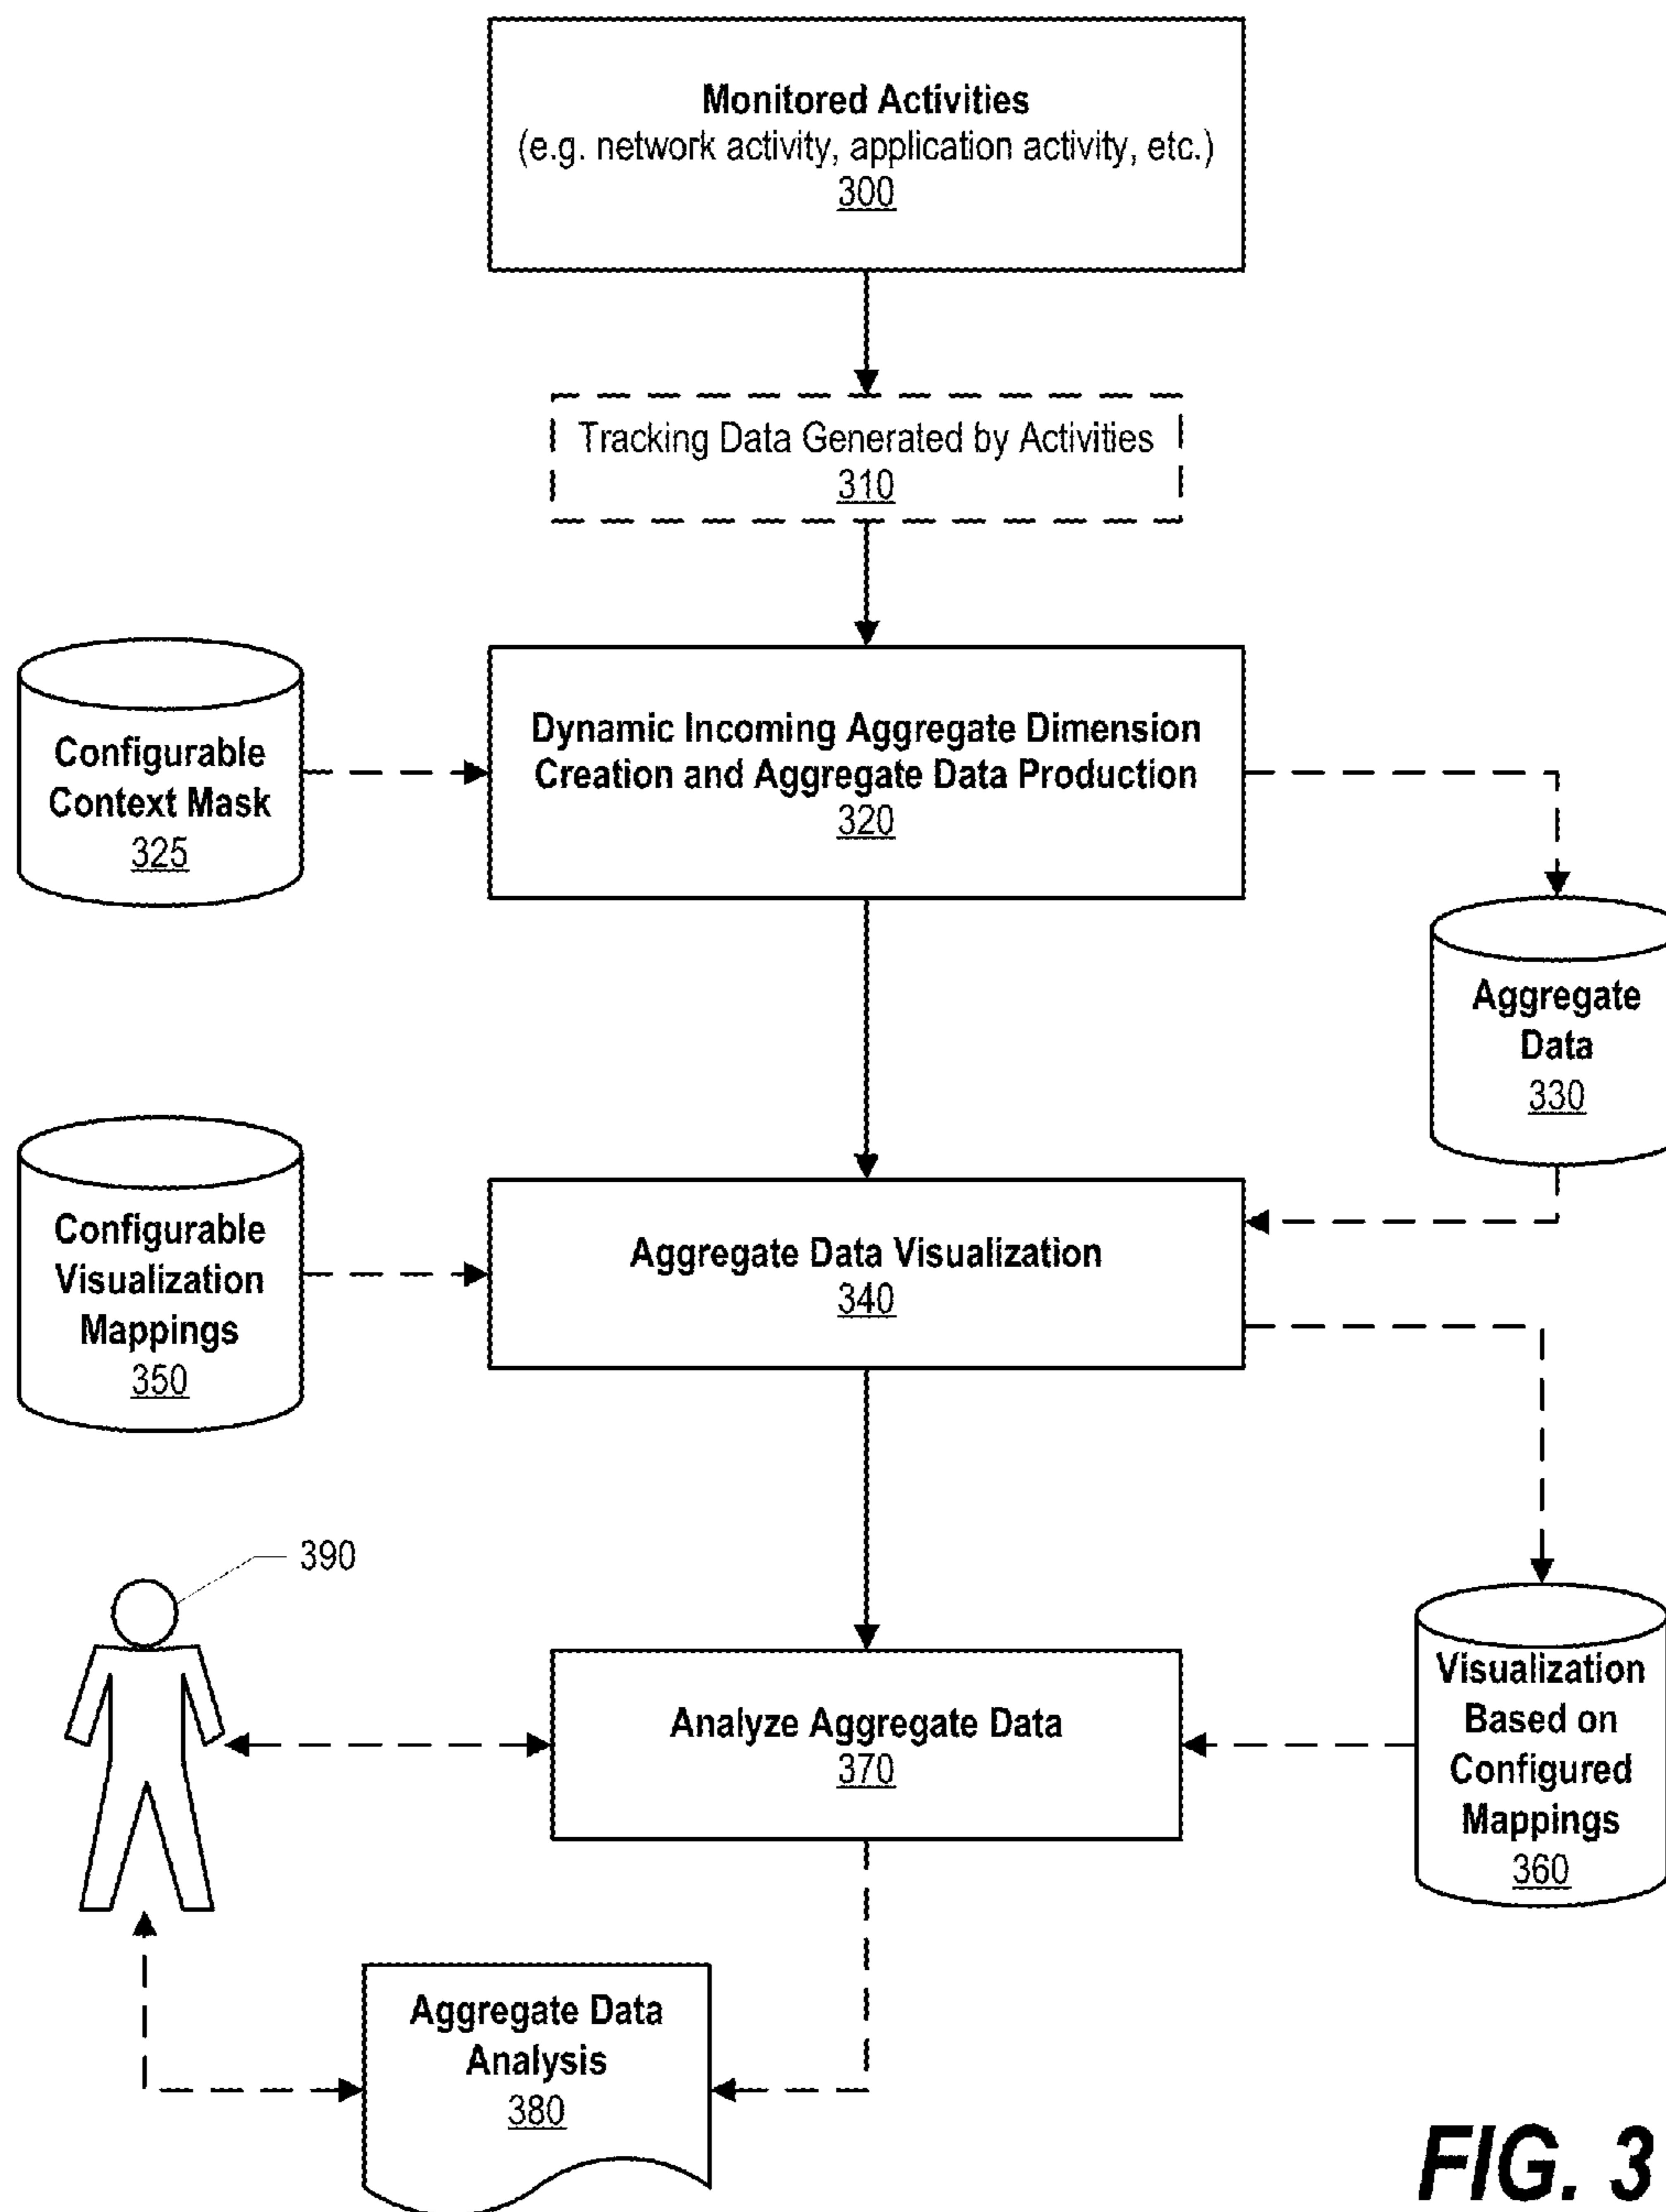 Monitored Activities
(e.g. network activity, application activity, etc.)
300
Tracking Data Generated by Activities
310
Configurable
Context Mask
325
Dynamic Incoming Aggregate Dimension
Creation and Aggregate Data Production
320
Aggregate
Data
330
Configurable
Visualization
Mappings
350
Aggregate Data Visualization
340
390
Analyze Aggregate Data
370
Visualization
Based on
Configured
Mappings
360
Aggregate Data
Analysis
380
FIG. 3